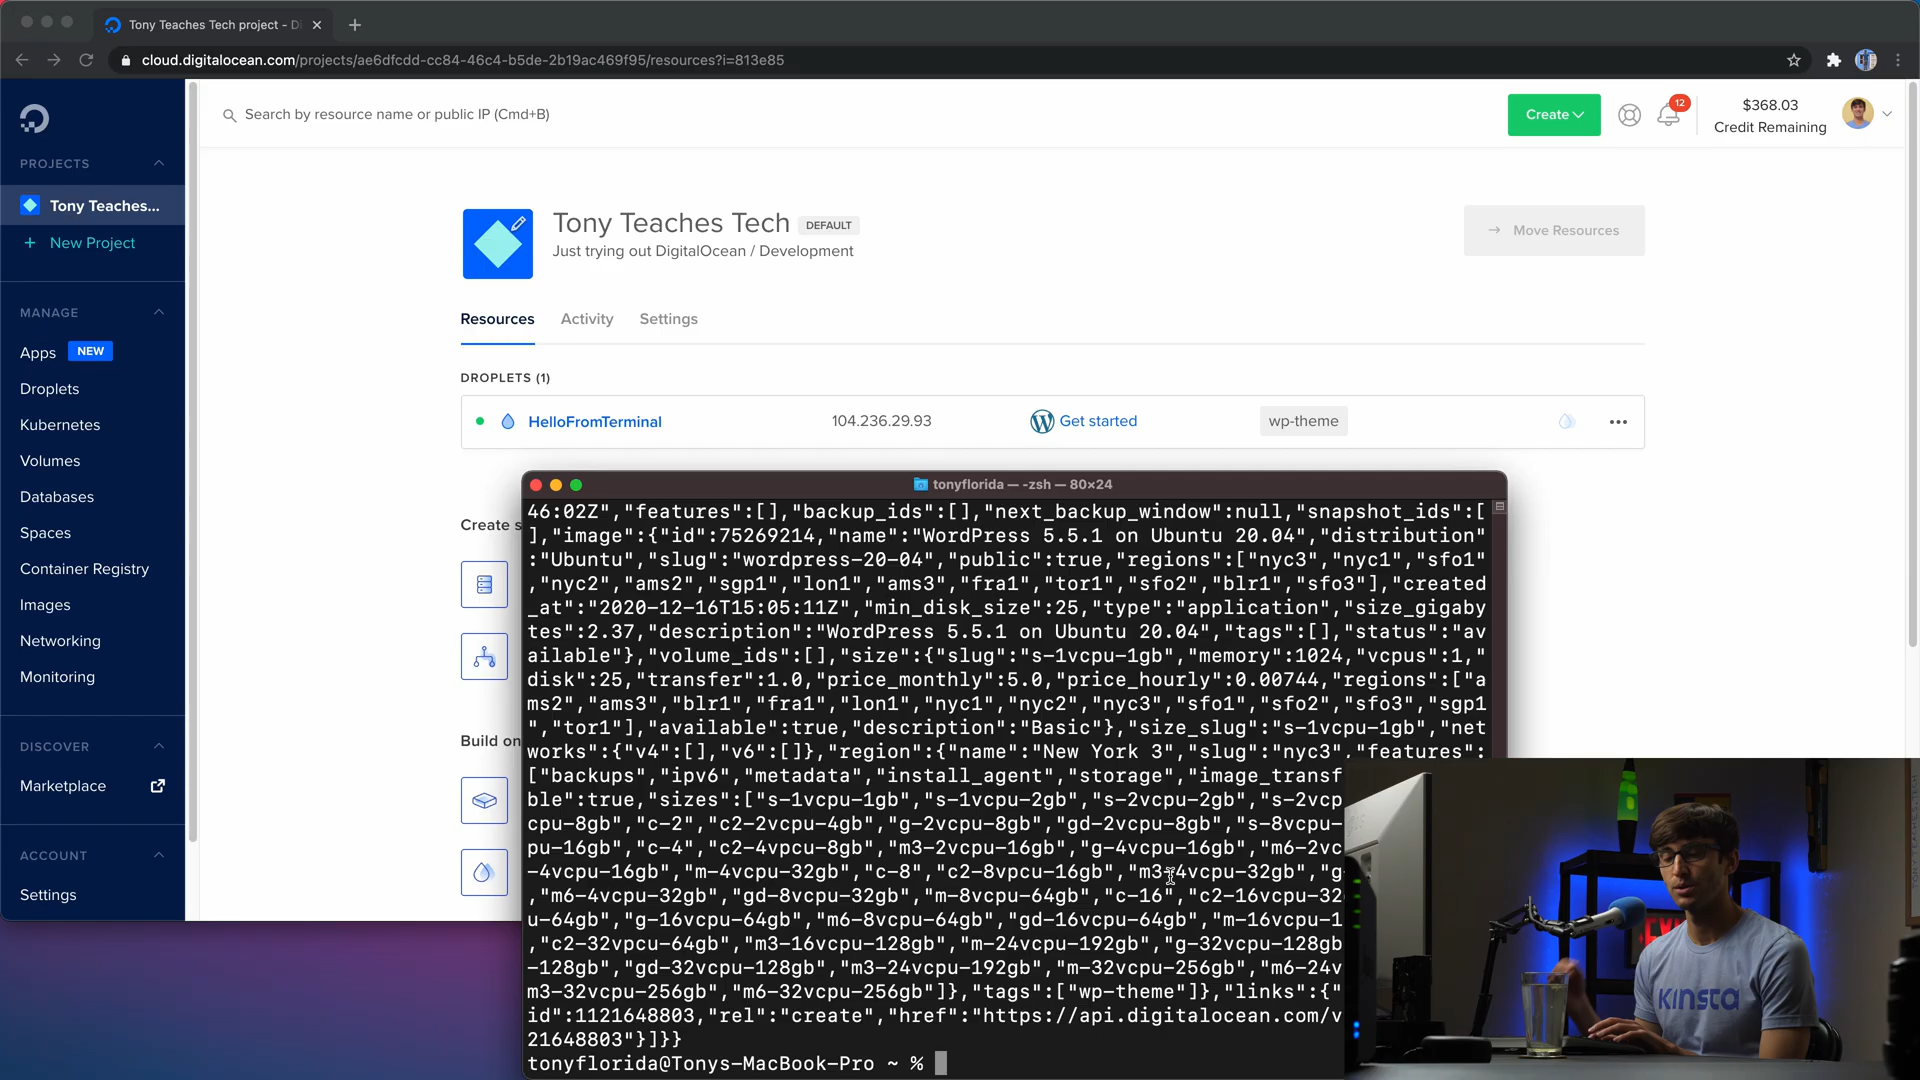 Tony Teaches Tech project - Di
cloud.digitalocean.com/projects/ae6dfcdd-cc84-46c4-b5de-2b19ac469f95/resources?i=813e85
Search by resource name or public IP (Cmd+B)
Create
12
$368.03
Credit Remaining
PROJECTS
Tony Teaches...
+ New Project
MANAGE
Apps NEW
Droplets
Kubernetes
Volumes
Databases
Spaces
Container Registry
Images
Networking
Monitoring
DISCOVER
Marketplace
ACCOUNT
Settings
Tony Teaches Tech DEFAULT
Just trying out DigitalOcean / Development
→ Move Resources
Resources Activity Settings
DROPLETS (1)
HelloFromTerminal 104.236.29.93 Get started wp-theme
Create s
Build on
tonyflorida — -zsh — 80×24
46:02Z","features":[],"backup_ids":[],"next_backup_window":null,"snapshot_ids":[
],"image":{"id":75269214,"name":"WordPress 5.5.1 on Ubuntu 20.04","distribution"
:"Ubuntu","slug":"wordpress-20-04","public":true,"regions":["nyc3","nyc1","sfo1"
,"nyc2","ams2","sgp1","lon1","ams3","fra1","tor1","sfo2","blr1","sfo3"],"created
_at":"2020-12-16T15:05:11Z","min_disk_size":25,"type":"application","size_gigaby
tes":2.37,"description":"WordPress 5.5.1 on Ubuntu 20.04","tags":[],"status":"av
ailable"},"volume_ids":[],"size":{"slug":"s-1vcpu-1gb","memory":1024,"vcpus":1,"
disk":25,"transfer":1.0,"price_monthly":5.0,"price_hourly":0.00744,"regions":["a
ms2","ams3","blr1","fra1","lon1","nyc1","nyc2","nyc3","sfo1","sfo2","sfo3","sgp1
","tor1"],"available":true,"description":"Basic"},"size_slug":"s-1vcpu-1gb","net
works":{"v4":[],"v6":[]},"region":{"name":"New York 3","slug":"nyc3","features":
["backups","ipv6","metadata","install_agent","storage","image_transf
ble":true,"sizes":["s-1vcpu-1gb","s-1vcpu-2gb","s-2vcpu-2gb","s-2vcp
cpu-8gb","c-2","c2-2vcpu-4gb","g-2vcpu-8gb","gd-2vcpu-8gb","s-8vcpu-
pu-16gb","c-4","c2-4vpcu-8gb","m3-2vcpu-16gb","g-4vcpu-16gb","m6-2vc
-4vcpu-16gb","m-4vcpu-32gb","c-8","c2-8vpcu-16gb","m3-4vcpu-32gb","g
,"m6-4vcpu-32gb","gd-8vcpu-32gb","m-8vcpu-64gb","c-16","c2-16vcpu-32
u-64gb","g-16vcpu-64gb","m6-8vcpu-64gb","gd-16vcpu-64gb","m-16vcpu-1
,"c2-32vpcu-64gb","m3-16vcpu-128gb","m-24vcpu-192gb","g-32vcpu-128gb
-128gb","gd-32vcpu-128gb","m3-24vcpu-192gb","m-32vcpu-256gb","m6-24v
m3-32vcpu-256gb","m6-32vcpu-256gb"]},"tags":["wp-theme"]},"links":{"
id":1121648803,"rel":"create","href":"https://api.digitalocean.com/v
21648803"}]}}
tonyflorida@Tonys-MacBook-Pro ~ %
KINSTA